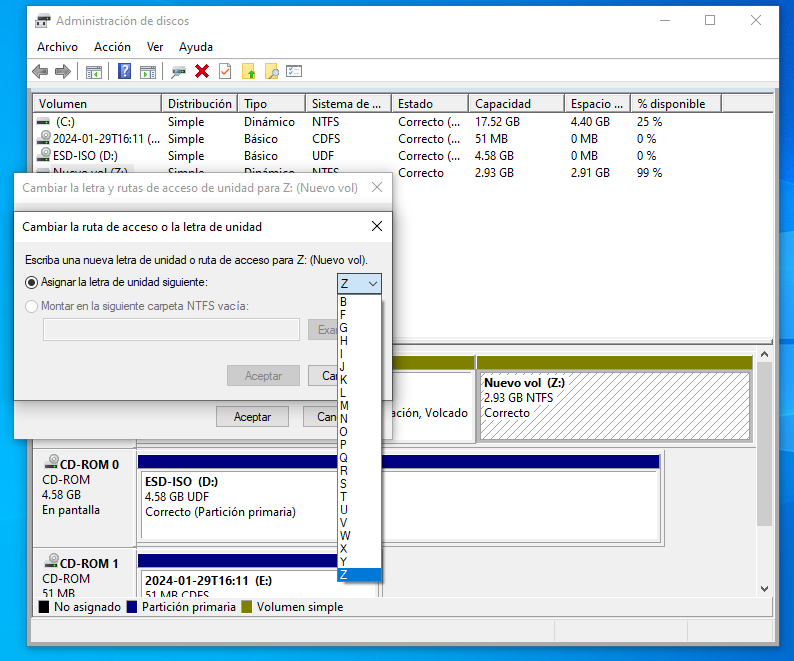 Administración de discos
Archivo Acción Ver Ayuda
Volumen Distribución Tipo Sistema de ... Estado Capacidad Espacio ... % disponible
(C:) Simple Dinámico NTFS Correcto (... 17.52 GB 4.40 GB 25 %
2024-01-29T16:11 (... Simple Básico CDFS Correcto (... 51 MB 0 MB 0 %
ESD-ISO (D:) Simple Básico UDF Correcto (... 4.58 GB 0 MB 0 %
Nuevo vol (Z:) Simple Dinámico NTFS Correcto 2.93 GB 2.91 GB 99 %
Cambiar la letra y rutas de acceso de unidad para Z: (Nuevo vol)
Cambiar la ruta de acceso o la letra de unidad
Escriba una nueva letra de unidad o ruta de acceso para Z: (Nuevo vol).
Asignar la letra de unidad siguiente: Z
Montar en la siguiente carpeta NTFS vacía:
Exa
Aceptar Can
Aceptar Can
B
F
G
H
I
J
K
L
M
N
O
P
Q
R
S
T
U
V
W
X
Y
Z
ación, Volcado
Nuevo vol (Z:)
2.93 GB NTFS
Correcto
CD-ROM 0
CD-ROM
4.58 GB
En pantalla
ESD-ISO (D:)
4.58 GB UDF
Correcto (Partición primaria)
CD-ROM 1
CD-ROM
51 MB
2024-01-29T16:11 (E:)
51 MB CDFS
No asignado Partición primaria Volumen simple